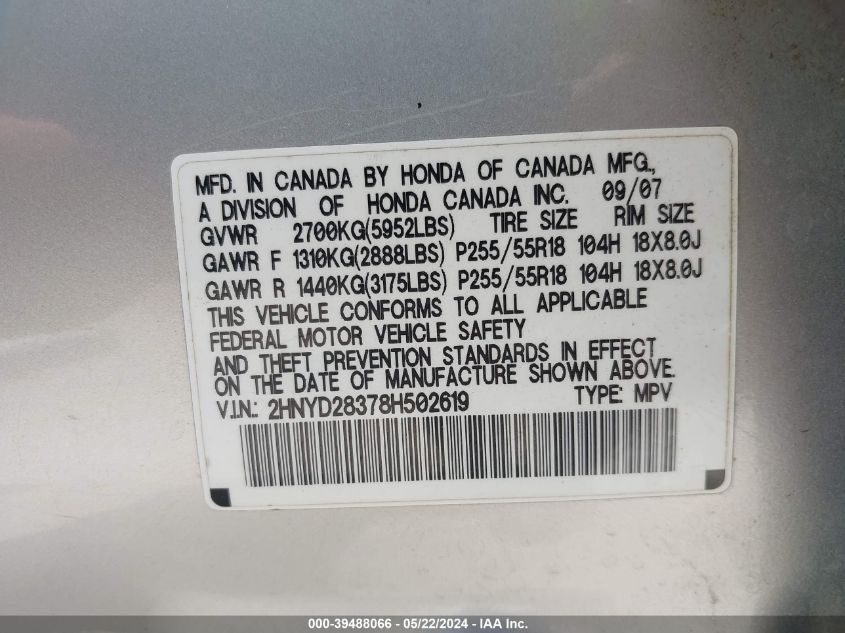 MFD. IN CANADA BY HONDA OF CANADA MFG.,
A DIVISION OF HONDA CANADA INC. 09/07
GVWR 2700KG(5952LBS) TIRE SIZE RIM SIZE
GAWR F 1310KG(2888LBS) P255/55R18 104H 18X8.0J
GAWR R 1440KG(3175LBS) P255/55R18 104H 18X8.0J
THIS VEHICLE CONFORMS TO ALL APPLICABLE
FEDERAL MOTOR VEHICLE SAFETY
AND THEFT PREVENTION STANDARDS IN EFFECT
ON THE DATE OF MANUFACTURE SHOWN ABOVE.
V.I.N.: 2HNYD28378H502619 TYPE: MPV
000-39488066 - 05/22/2024 - IAA Inc.